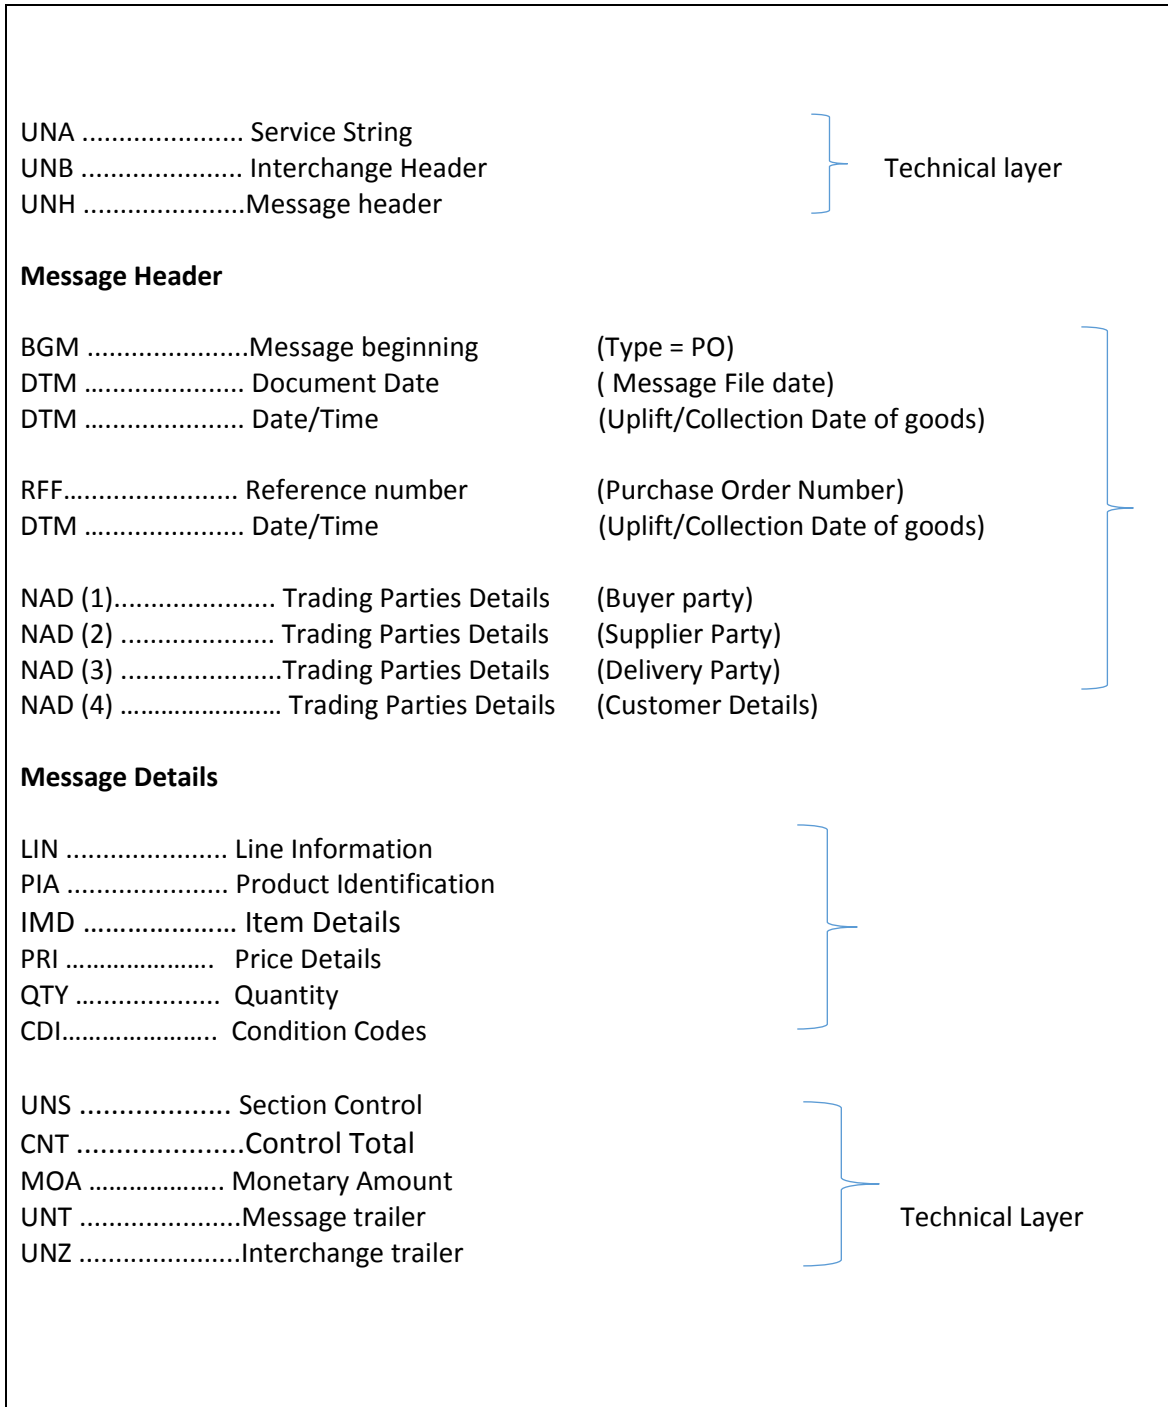 UNA ...................... Service String
UNB ...................... Interchange Header Technical layer
UNH ......................Message header
Message Header
BGM ......................Message beginning (Type = PO)
DTM ...................... Document Date ( Message File date)
DTM ...................... Date/Time (Uplift/Collection Date of goods)
RFF........................ Reference number (Purchase Order Number)
DTM ...................... Date/Time (Uplift/Collection Date of goods)
NAD (1)...................... Trading Parties Details (Buyer party)
NAD (2) ..................... Trading Parties Details (Supplier Party)
NAD (3) ......................Trading Parties Details (Delivery Party)
NAD (4) …………………… Trading Parties Details (Customer Details)
Message Details
LIN ...................... Line Information
PIA ...................... Product Identification
IMD ………………… Item Details
PRI …………………. Price Details
QTY .................... Quantity
CDI………………….. Condition Codes
UNS ................... Section Control
CNT .....................Control Total
MOA ……………….. Monetary Amount
UNT ......................Message trailer Technical Layer
UNZ ......................Interchange trailer